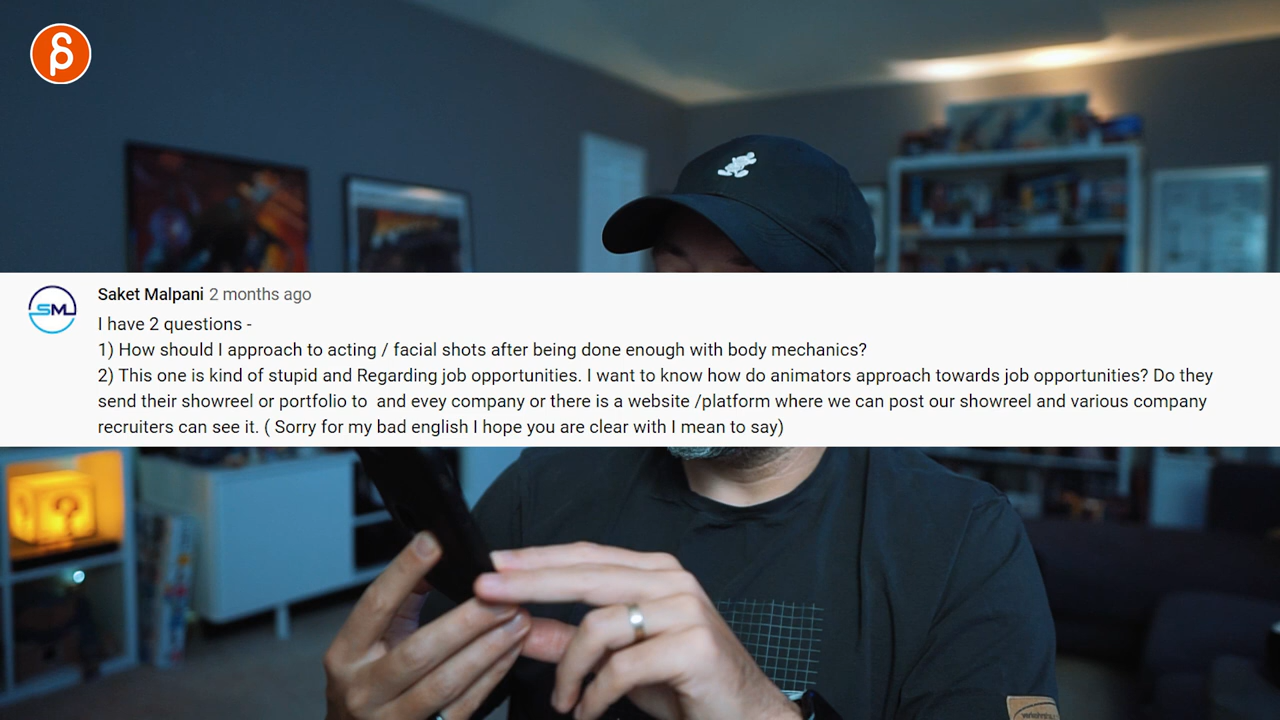 SM
Saket Malpani 2 months ago
I have 2 questions -
1) How should I approach to acting / facial shots after being done enough with body mechanics?
2) This one is kind of stupid and Regarding job opportunities. I want to know how do animators approach towards job opportunities? Do they
send their showreel or portfolio to  and evey company or there is a website /platform where we can post our showreel and various company
recruiters can see it. ( Sorry for my bad english I hope you are clear with I mean to say)
?